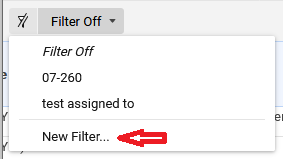 Filter Off
Filter Off
07-260
test assigned to
New Filter...